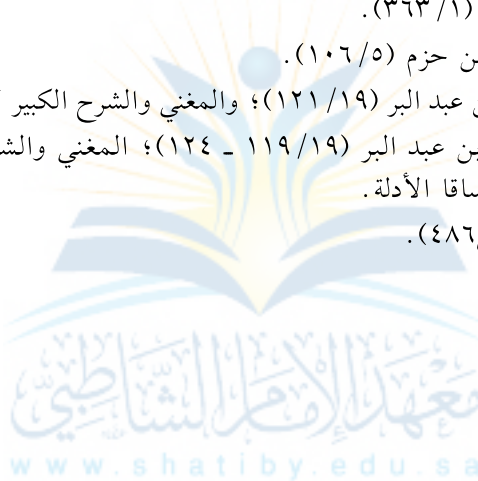 (١/ ٣٦٣).
ن حزم (٥/ ١٠٦).
عبد البر (١٩/ ١٢١)؛ والمغني والشرح الكبير
بن عبد البر (١٩/ ١١٩ ـ ١٢٤)؛ المغني والش
ساقا الأدلة.
٤٨٦).
معهد الإمام الشاطبي
www.shatiby.edu.sa